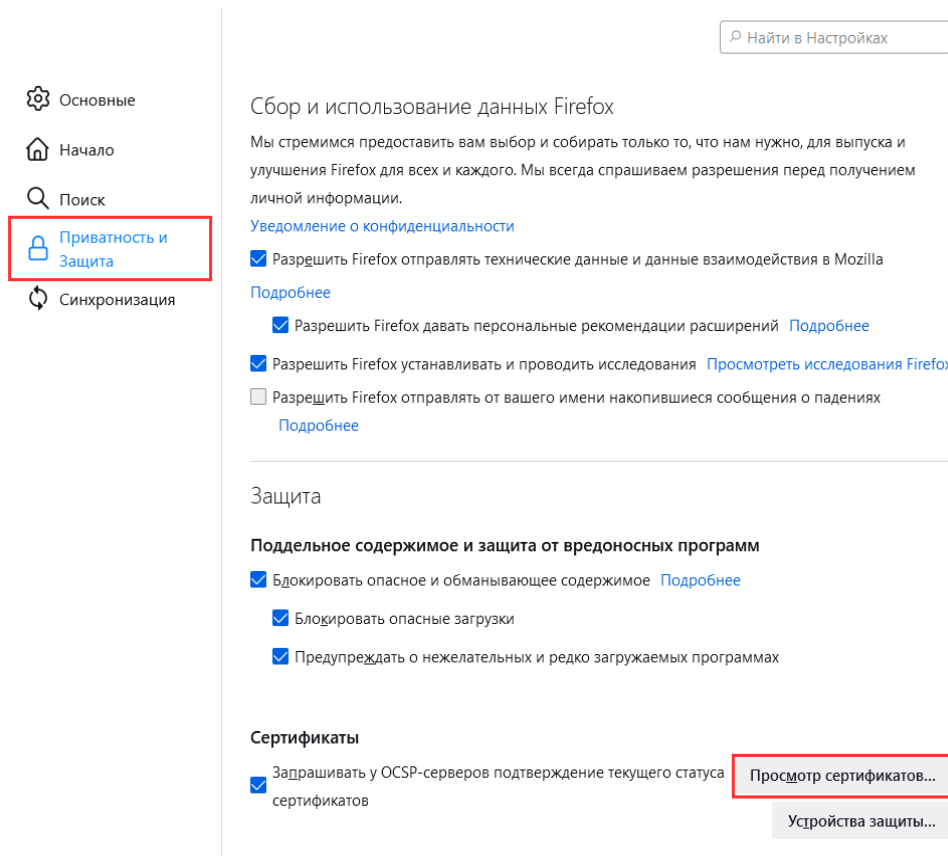 Найти в Настройках
Основные
Начало
Поиск
Приватность и
Защита
Синхронизация
Сбор и использование данных Firefox
Мы стремимся предоставить вам выбор и собирать только то, что нам нужно, для выпуска и
улучшения Firefox для всех и каждого. Мы всегда спрашиваем разрешения перед получением
личной информации.
Уведомление о конфиденциальности
Разрешить Firefox отправлять технические данные и данные взаимодействия в Mozilla
Подробнее
Разрешить Firefox давать персональные рекомендации расширений Подробнее
Разрешить Firefox устанавливать и проводить исследования Просмотреть исследования Firefox
Разрешить Firefox отправлять от вашего имени накопившиеся сообщения о падениях
Подробнее
Защита
Поддельное содержимое и защита от вредоносных программ
Блокировать опасное и обманывающее содержимое Подробнее
Блокировать опасные загрузки
Предупреждать о нежелательных и редко загружаемых программах
Сертификаты
Запрашивать у OCSP-серверов подтверждение текущего статуса
сертификатов
Просмотр сертификатов...
Устройства защиты...